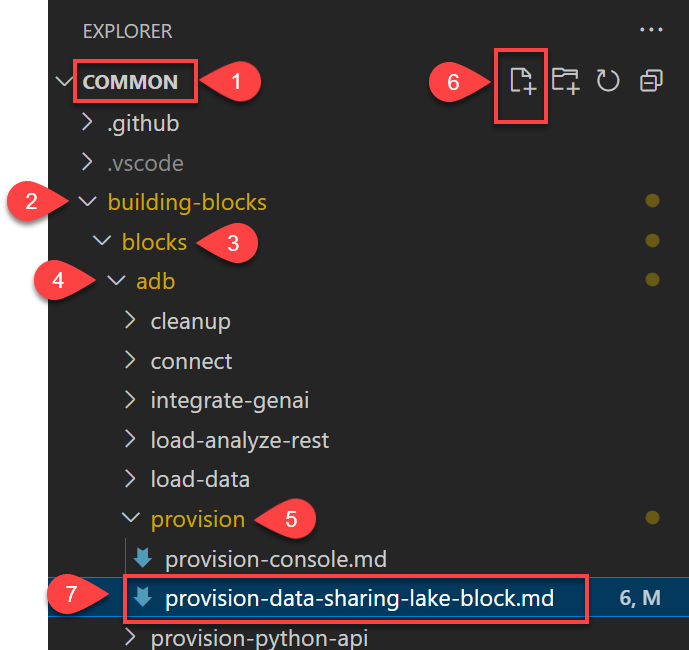 EXPLORER ...
COMMON 1 6
.github
.vscode
2 building-blocks
blocks 3
4 adb
cleanup
connect
integrate-genai
load-analyze-rest
load-data
provision 5
provision-console.md
7 provision-data-sharing-lake-block.md 6, M
provision-python-api